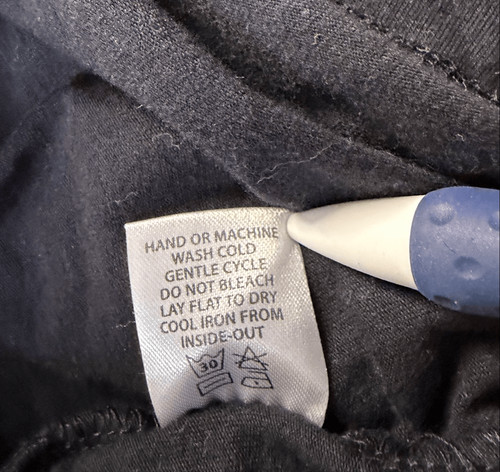 HAND OR MACHINE
WASH COLD
GENTLE CYCLE
DO NOT BLEACH
LAY FLAT TO DRY
COOL IRON FROM
INSIDE-OUT
30